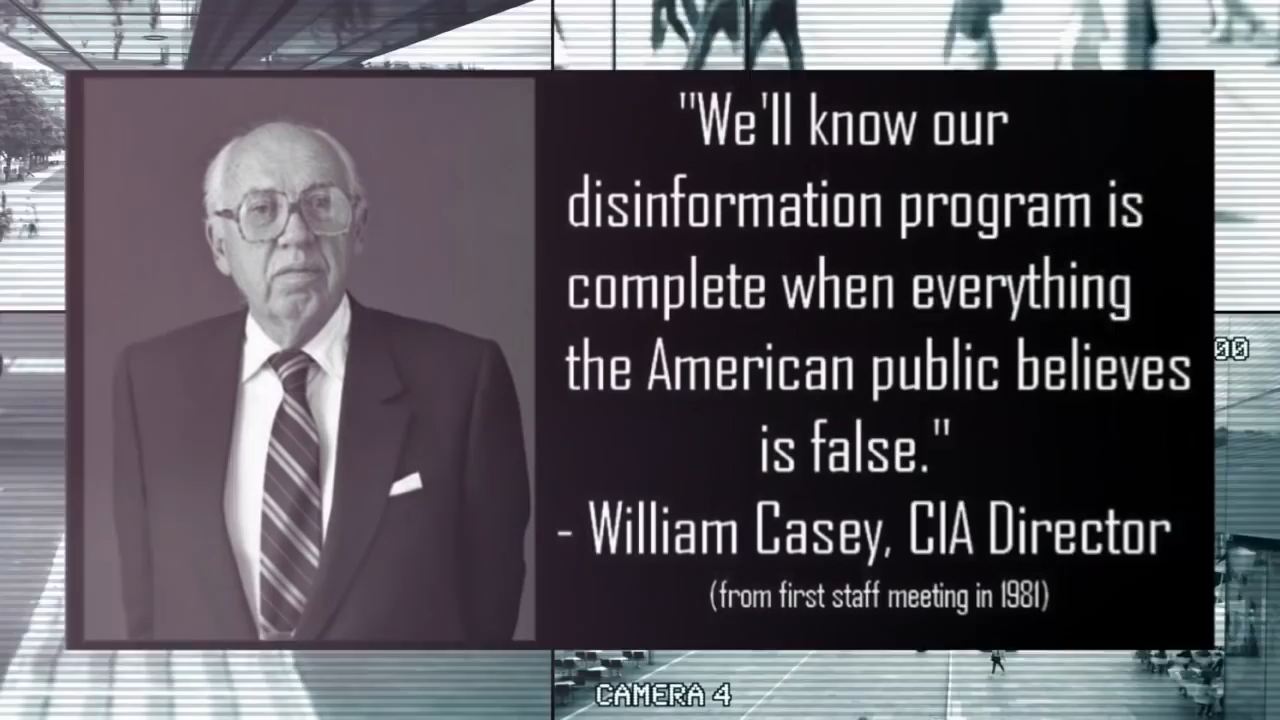 "We'll know our
disinformation program is
complete when everything
the American public believes
is false."
- William Casey, CIA Director
(from first staff meeting in 1981)
00
CAMERA 4